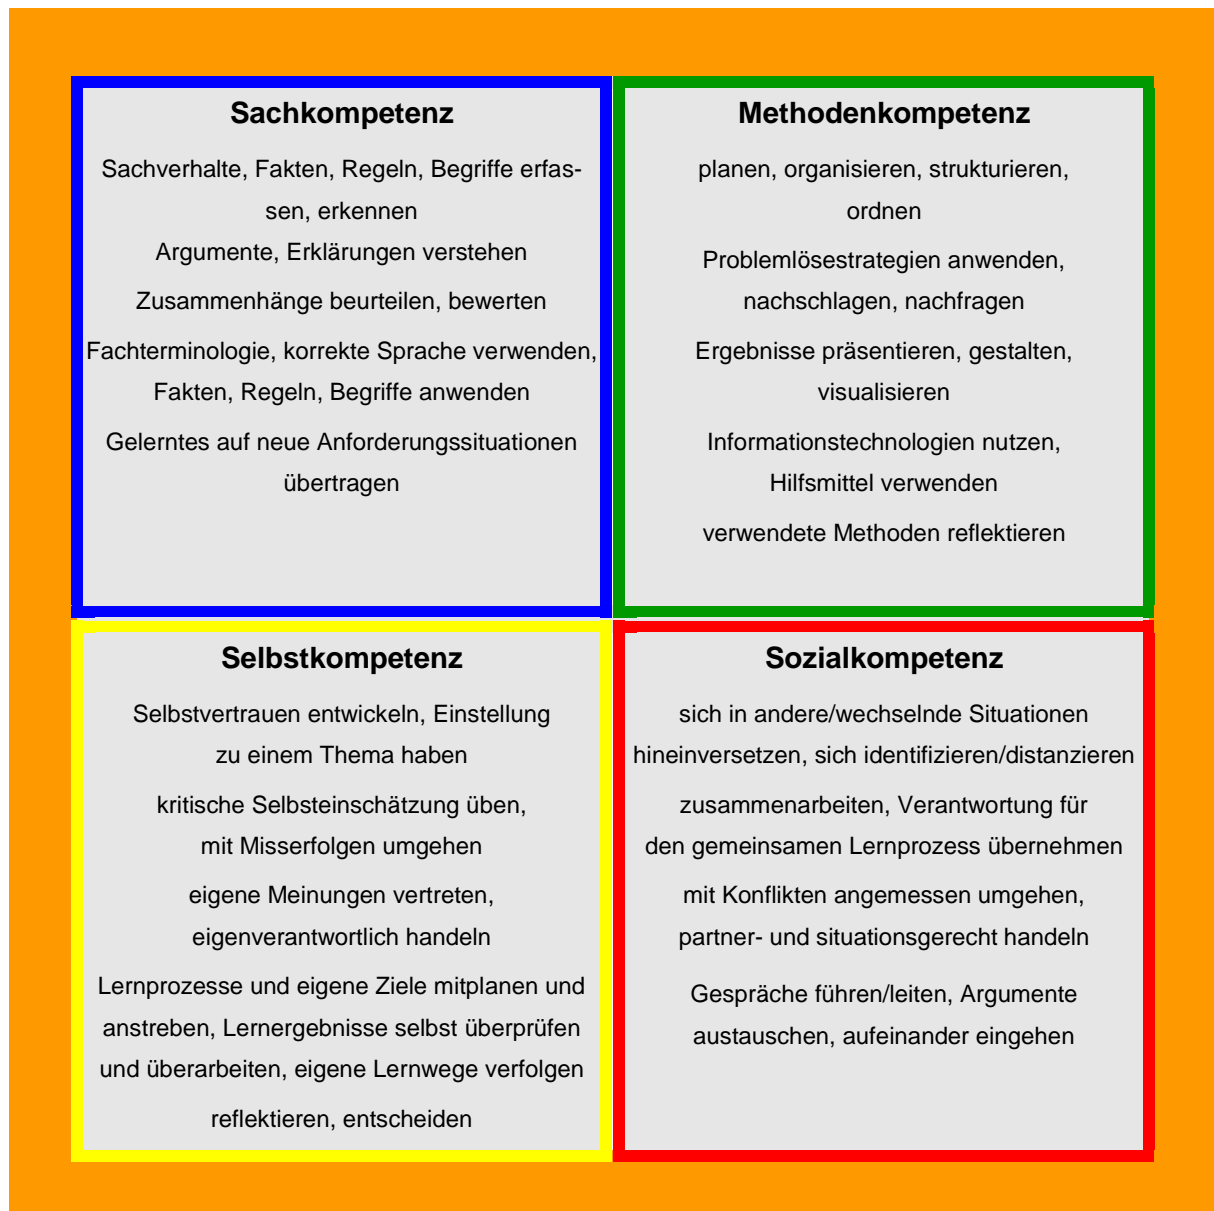 Sachkompetenz
Sachverhalte, Fakten, Regeln, Begriffe erfas-
sen, erkennen
Argumente, Erklärungen verstehen
Zusammenhänge beurteilen, bewerten
Fachterminologie, korrekte Sprache verwenden,
Fakten, Regeln, Begriffe anwenden
Gelerntes auf neue Anforderungssituationen
übertragen
Methodenkompetenz
planen, organisieren, strukturieren,
ordnen
Problemlösestrategien anwenden,
nachschlagen, nachfragen
Ergebnisse präsentieren, gestalten,
visualisieren
Informationstechnologien nutzen,
Hilfsmittel verwenden
verwendete Methoden reflektieren
Selbstkompetenz
Selbstvertrauen entwickeln, Einstellung
zu einem Thema haben
kritische Selbsteinschätzung üben,
mit Misserfolgen umgehen
eigene Meinungen vertreten,
eigenverantwortlich handeln
Lernprozesse und eigene Ziele mitplanen und
anstreben, Lernergebnisse selbst überprüfen
und überarbeiten, eigene Lernwege verfolgen
reflektieren, entscheiden
Sozialkompetenz
sich in andere/wechselnde Situationen
hineinversetzen, sich identifizieren/distanzieren
zusammenarbeiten, Verantwortung für
den gemeinsamen Lernprozess übernehmen
mit Konflikten angemessen umgehen,
partner- und situationsgerecht handeln
Gespräche führen/leiten, Argumente
austauschen, aufeinander eingehen